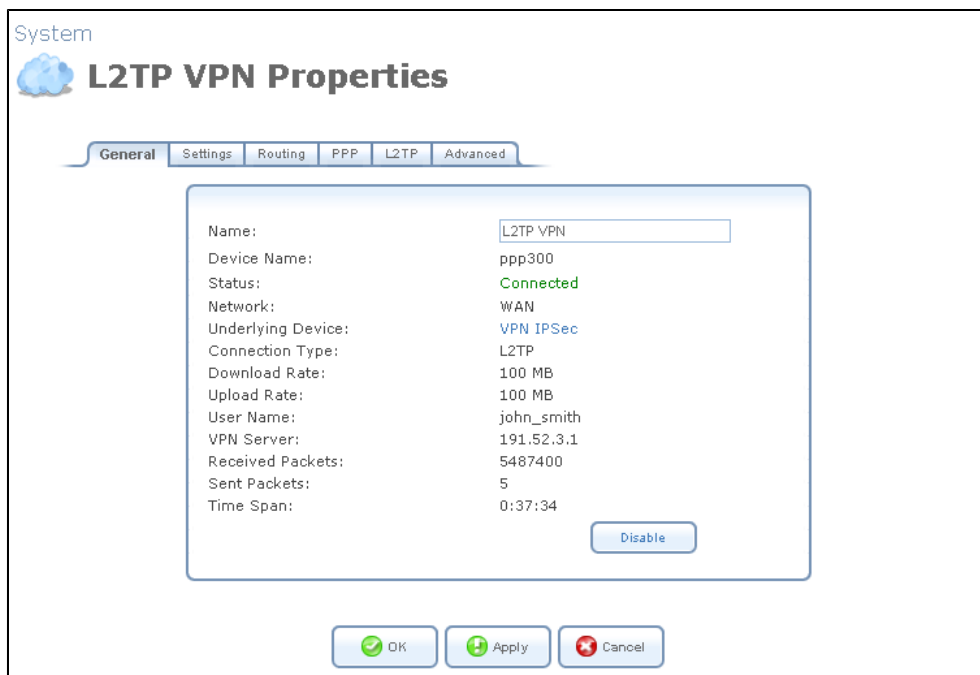 System
L2TP VPN Properties
General Settings Routing PPP L2TP Advanced
Name: L2TP VPN
Device Name: ppp300
Status: Connected
Network: WAN
Underlying Device: VPN IPSec
Connection Type: L2TP
Download Rate: 100 MB
Upload Rate: 100 MB
User Name: john_smith
VPN Server: 191.52.3.1
Received Packets: 5487400
Sent Packets: 5
Time Span: 0:37:34
Disable
OK Apply Cancel